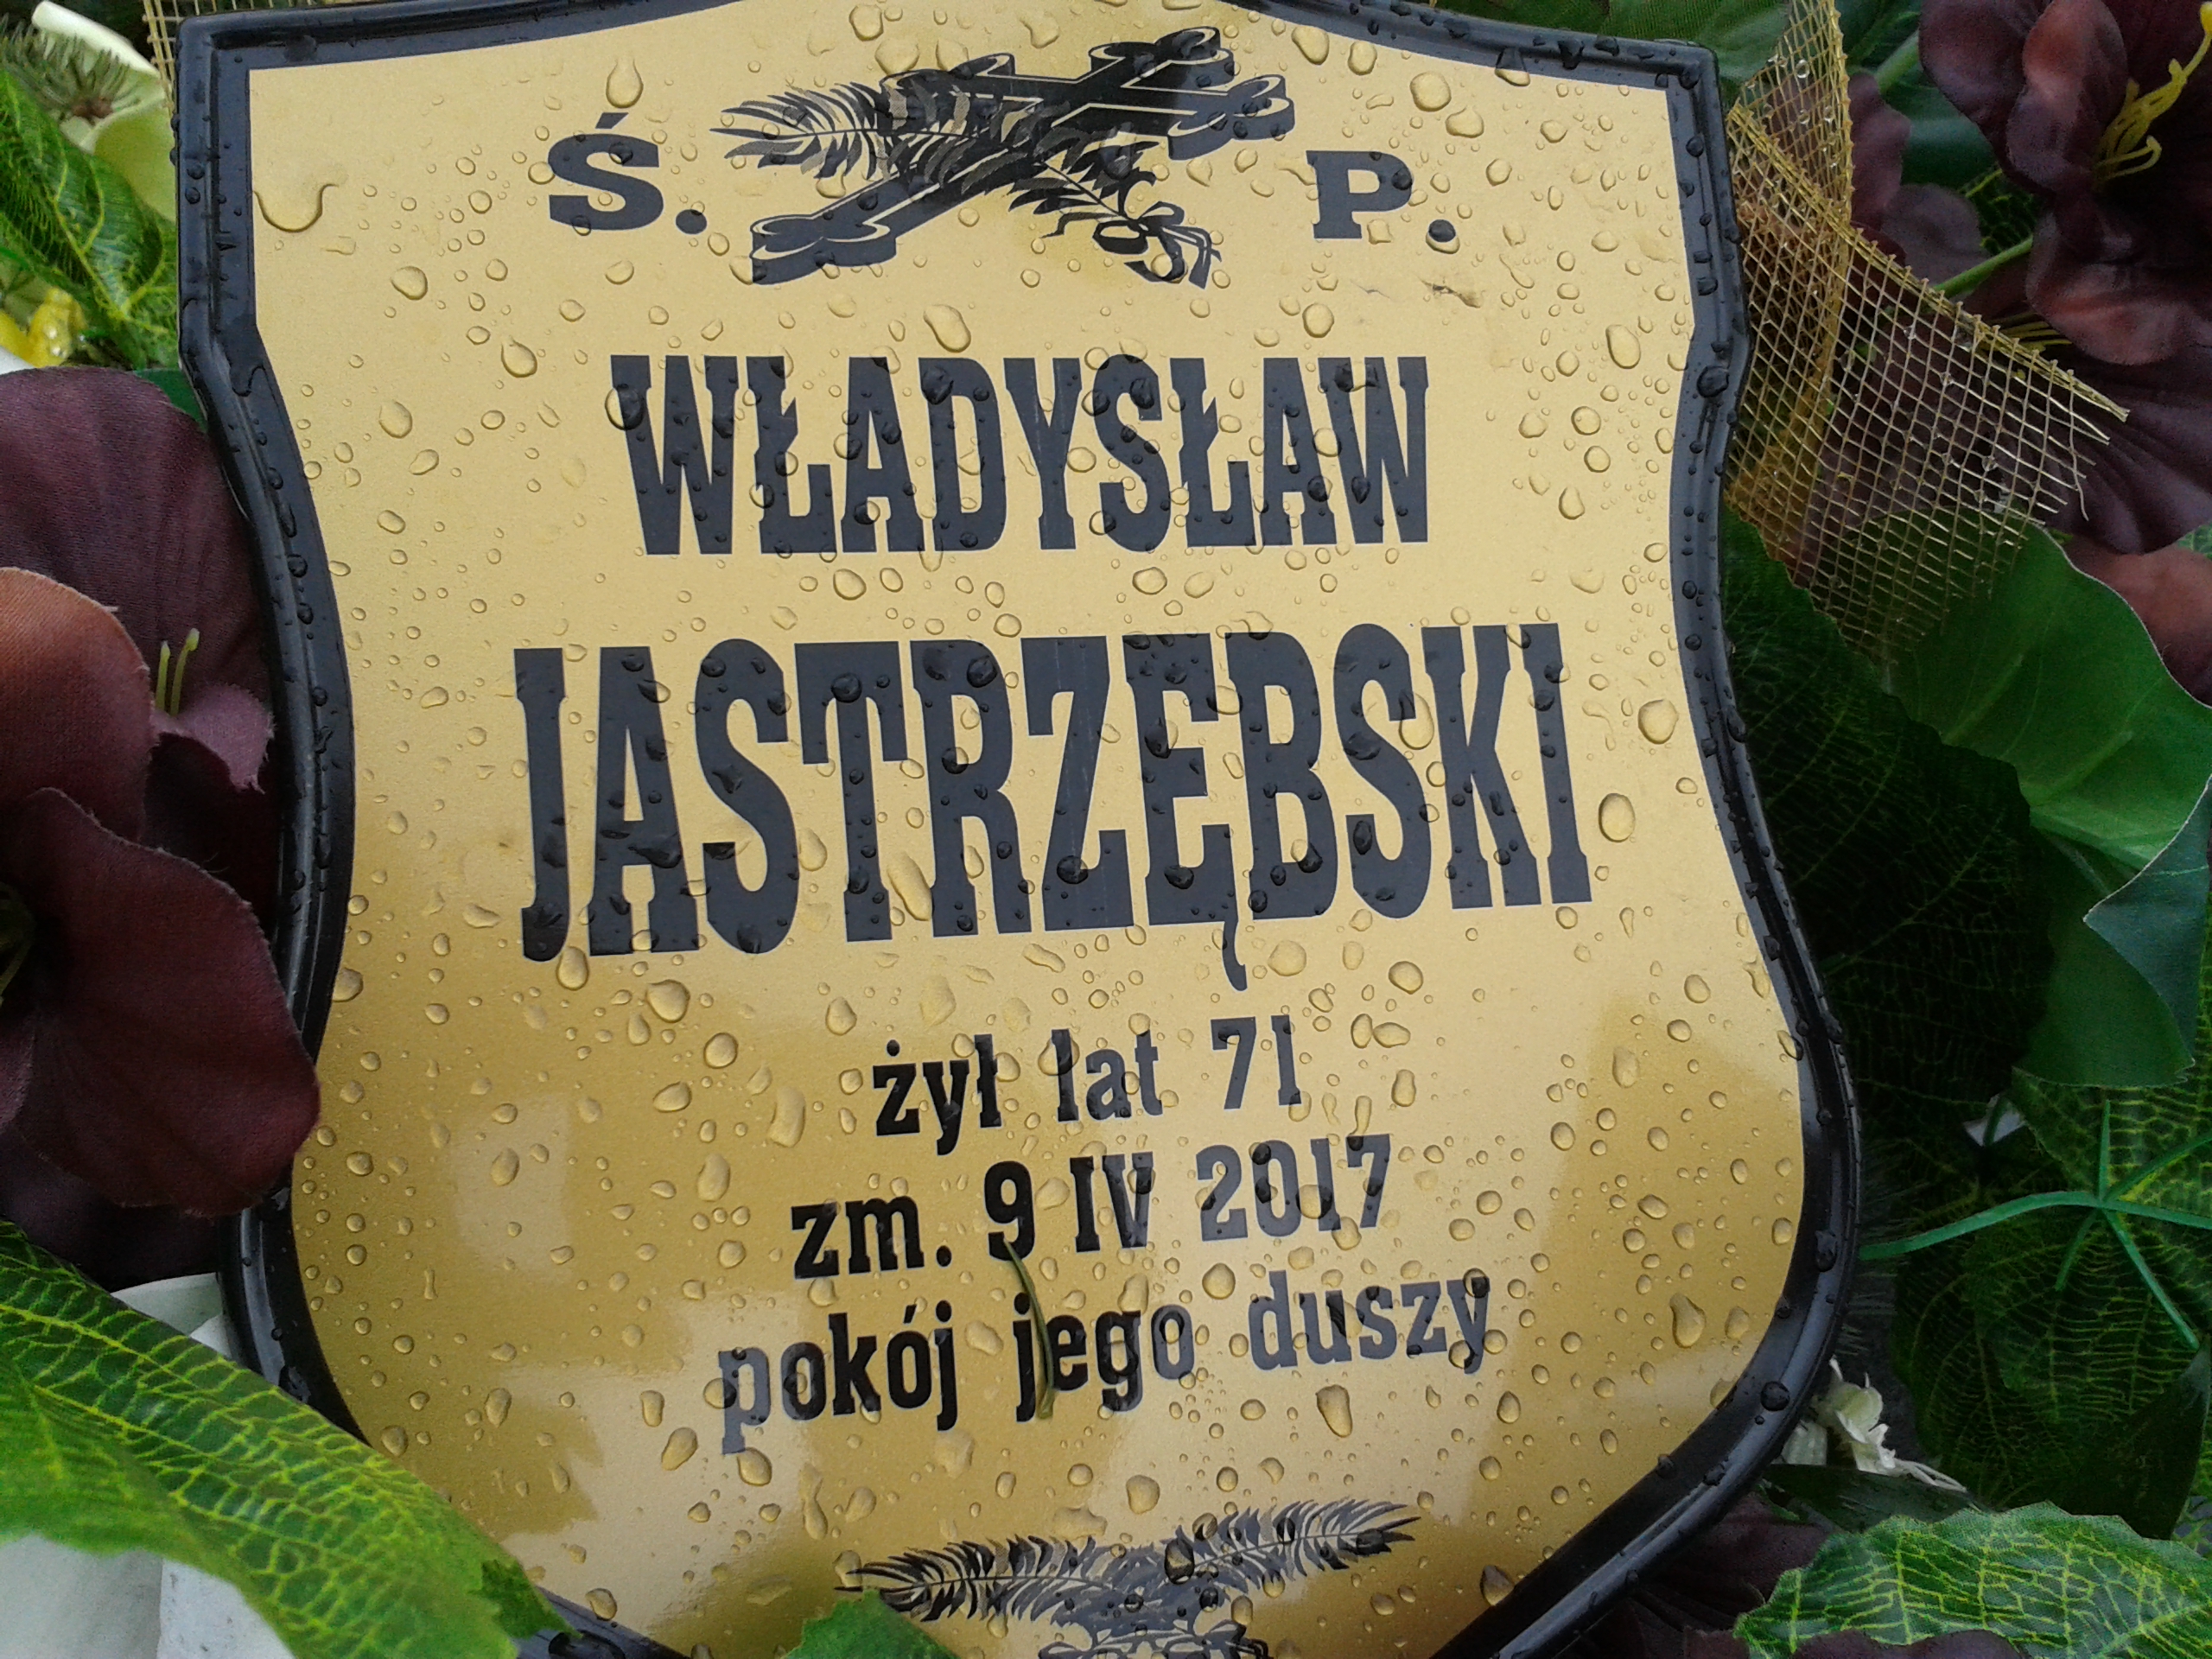 Ś. P.
WŁADYSŁAW
JASTRZĘBSKI
żył lat 71
zm. 9 IV 2017
pokój jego duszy